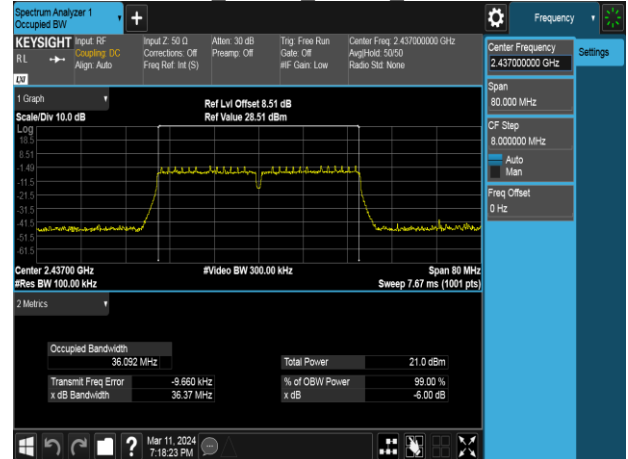 Spectrum Analyzer 1
Occupied BW
Frequency
KEYSIGHT
RL
Input: RF
Coupling: DC
Align: Auto
Input Z: 50 Ω
Corrections: Off
Freq Ref: Int (S)
Atten: 30 dB
Preamp: Off
Trig: Free Run
Gate: Off
#IF Gain: Low
Center Freq: 2.437000000 GHz
Avg|Hold: 50/50
Radio Std: None
LXI
Center Frequency
2.437000000 GHz
Settings
Span
80.000 MHz
CF Step
8.000000 MHz
Auto
Man
Freq Offset
0 Hz
1 Graph
Scale/Div 10.0 dB
Ref Lvl Offset 8.51 dB
Ref Value 28.51 dBm
Log
18.5
8.51
-1.49
-11.5
-21.5
-31.5
-41.5
-51.5
-61.5
Center 2.43700 GHz
#Res BW 100.00 kHz
#Video BW 300.00 kHz
Span 80 MHz
Sweep 7.67 ms (1001 pts)
2 Metrics
Occupied Bandwidth
36.092 MHz
Total Power 21.0 dBm
Transmit Freq Error -9.660 kHz
% of OBW Power 99.00 %
x dB Bandwidth 36.37 MHz
x dB -6.00 dB
Mar 11, 2024
7:18:23 PM